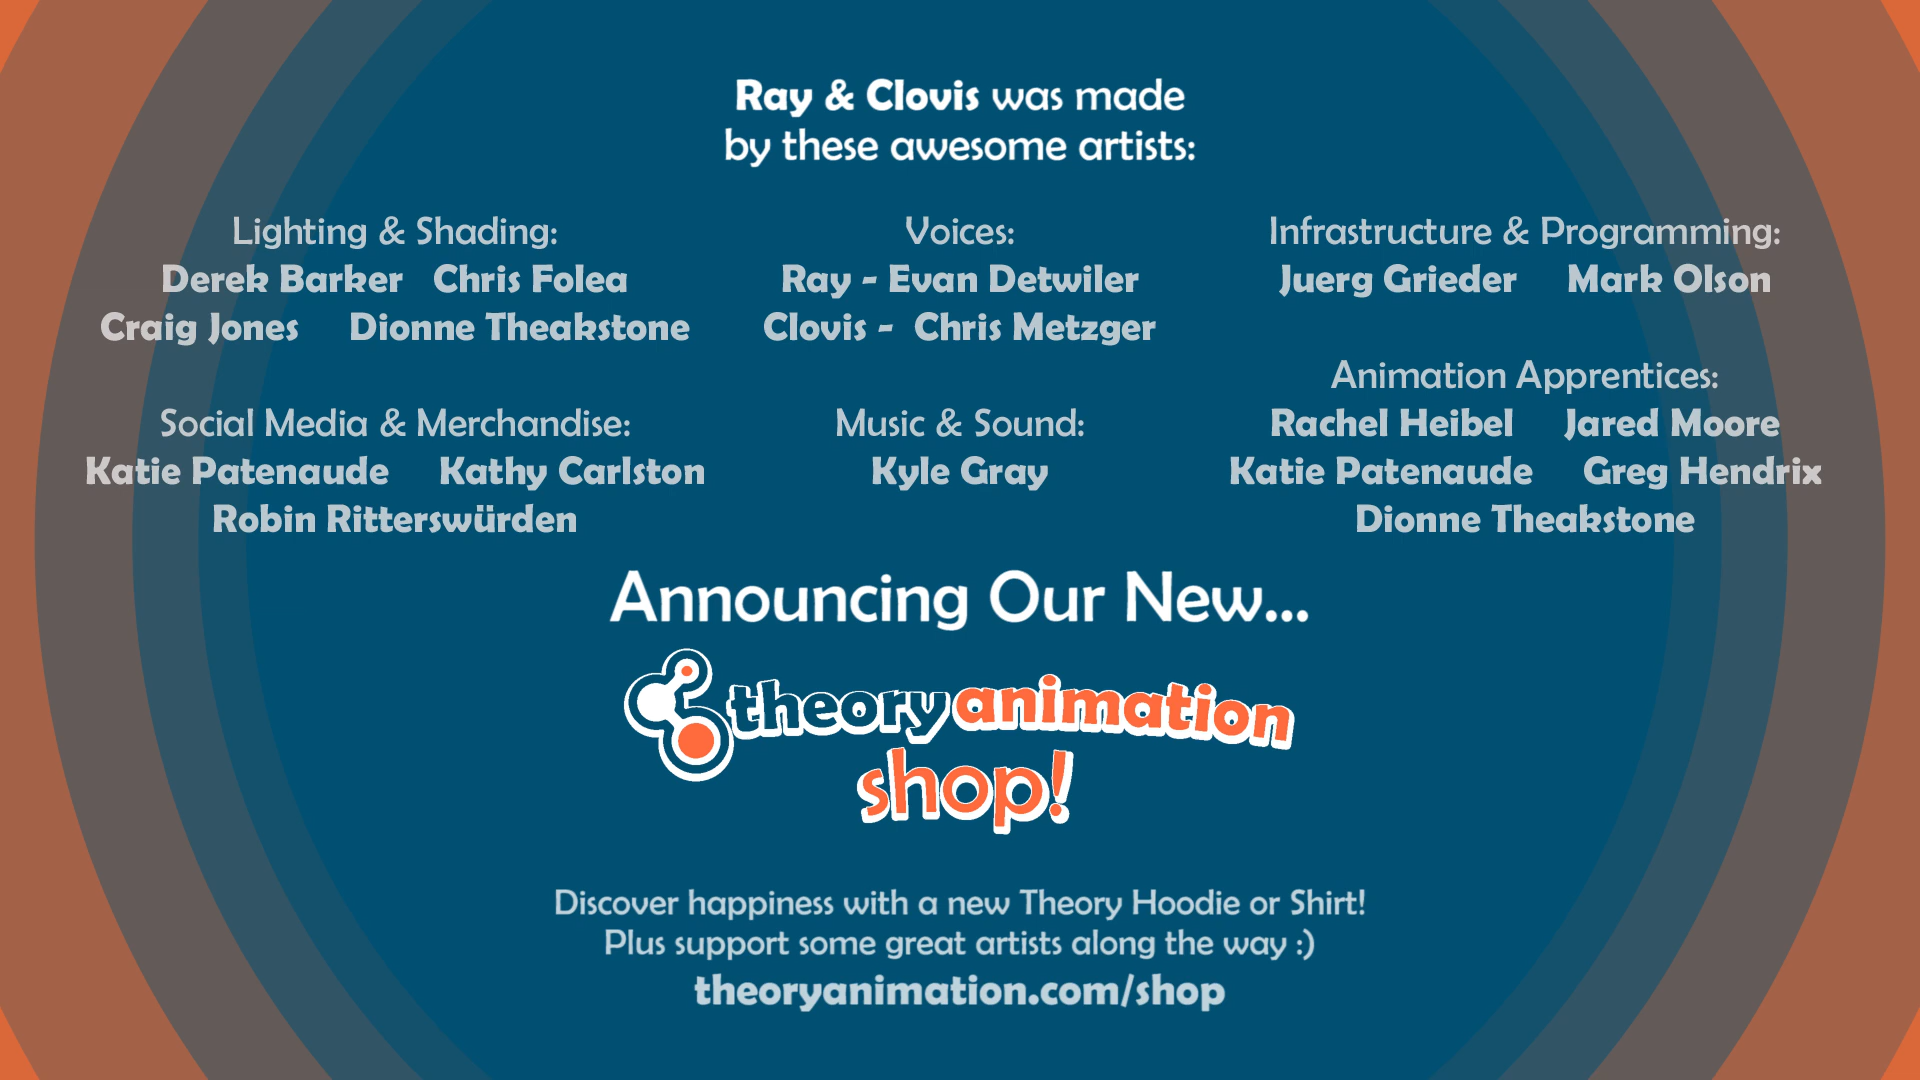 Ray & Clovis was made
by these awesome artists:
Lighting & Shading:
Derek Barker Chris Folea
Craig Jones Dionne Theakstone
Social Media & Merchandise:
Katie Patenaude Kathy Carlston
Robin Ritterswürden
Voices:
Ray - Evan Detwiler
Clovis - Chris Metzger
Music & Sound:
Kyle Gray
Infrastructure & Programming:
Juerg Grieder Mark Olson
Animation Apprentices:
Rachel Heibel Jared Moore
Katie Patenaude Greg Hendrix
Dionne Theakstone
Announcing Our New...
theory animation
shop!
Discover happiness with a new Theory Hoodie or Shirt!
Plus support some great artists along the way :)
theoryanimation.com/shop